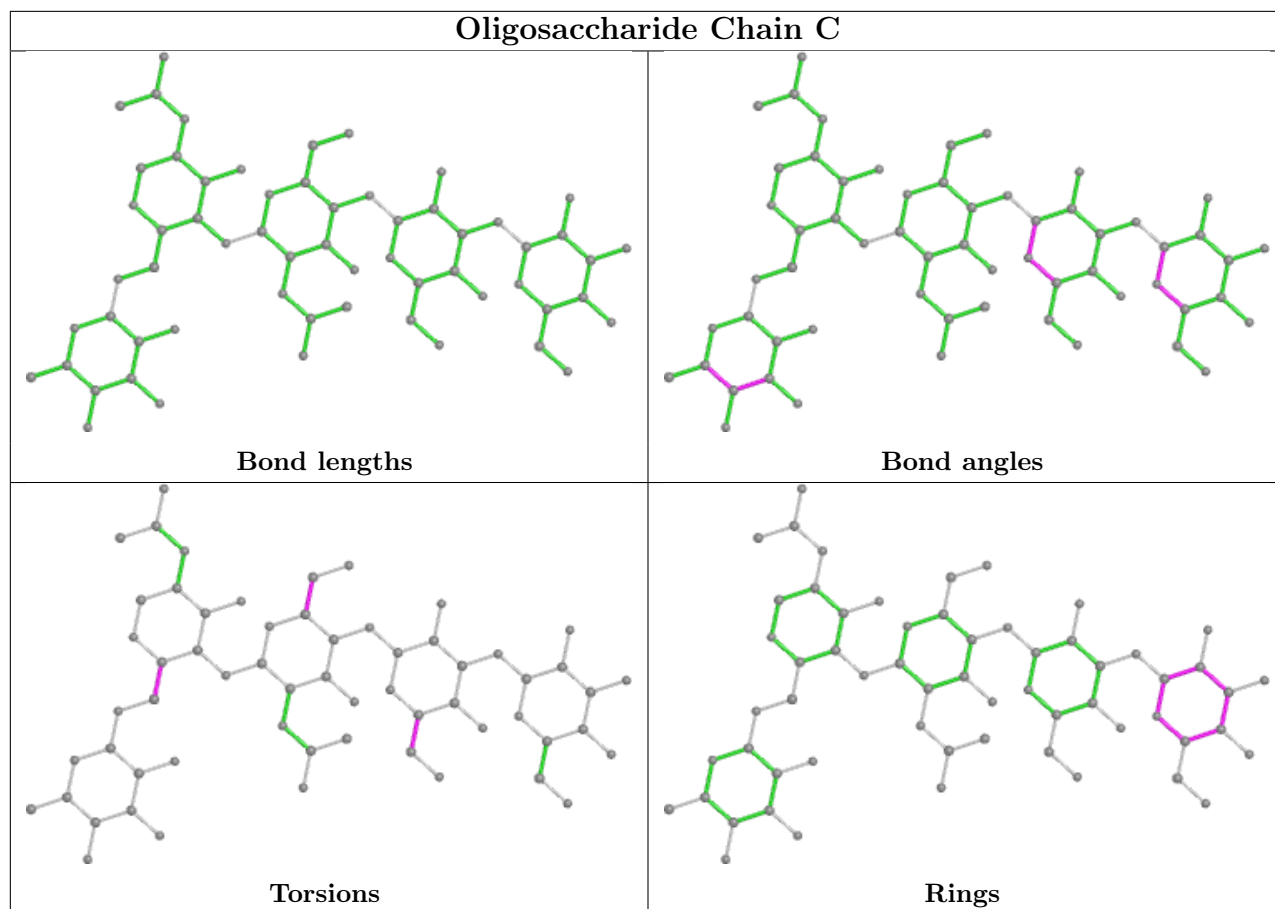 Oligosaccharide Chain C
Bond lengths
Bond angles
Torsions
Rings